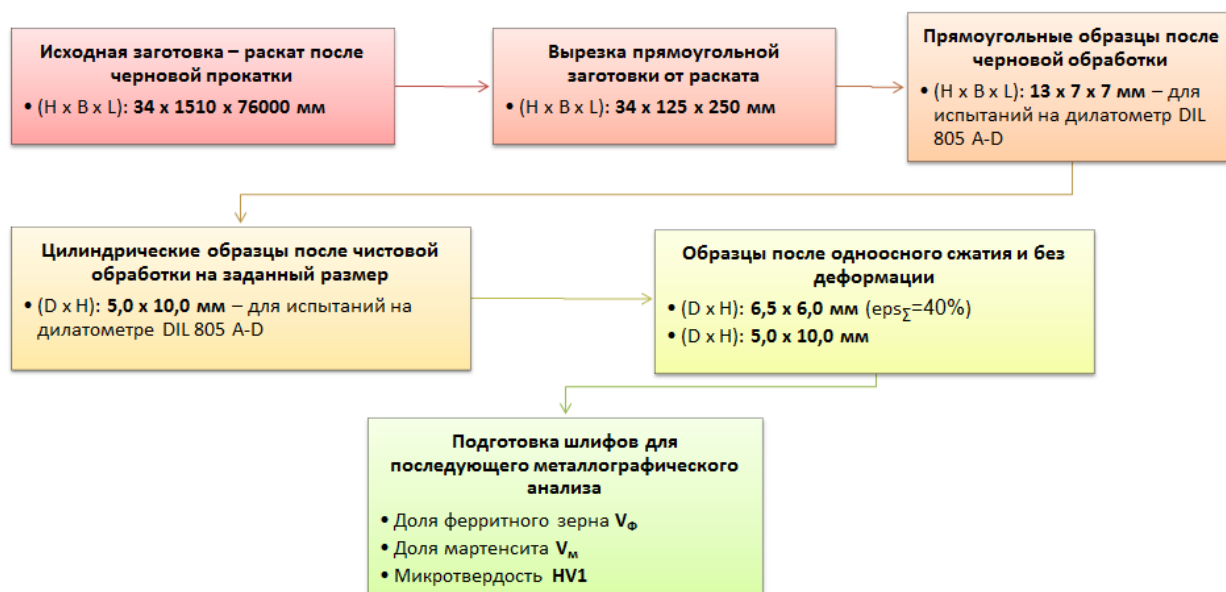 Исходная заготовка – раскат после
черновой прокатки
• (H x B x L): 34 x 1510 x 76000 мм
Вырезка прямоугольной
заготовки от раската
• (H x B x L): 34 x 125 x 250 мм
Прямоугольные образцы после
черновой обработки
• (H x B x L): 13 x 7 x 7 мм – для
испытаний на дилатометр DIL
805 A-D
Цилиндрические образцы после чистовой
обработки на заданный размер
• (D x H): 5,0 x 10,0 мм – для испытаний на
дилатометре DIL 805 A-D
Образцы после одноосного сжатия и без
деформации
• (D x H): 6,5 x 6,0 мм (eps∑=40%)
• (D x H): 5,0 x 10,0 мм
Подготовка шлифов для
последующего металлографического
анализа
• Доля ферритного зерна VФ
• Доля мартенсита Vм
• Микротвердость HV1